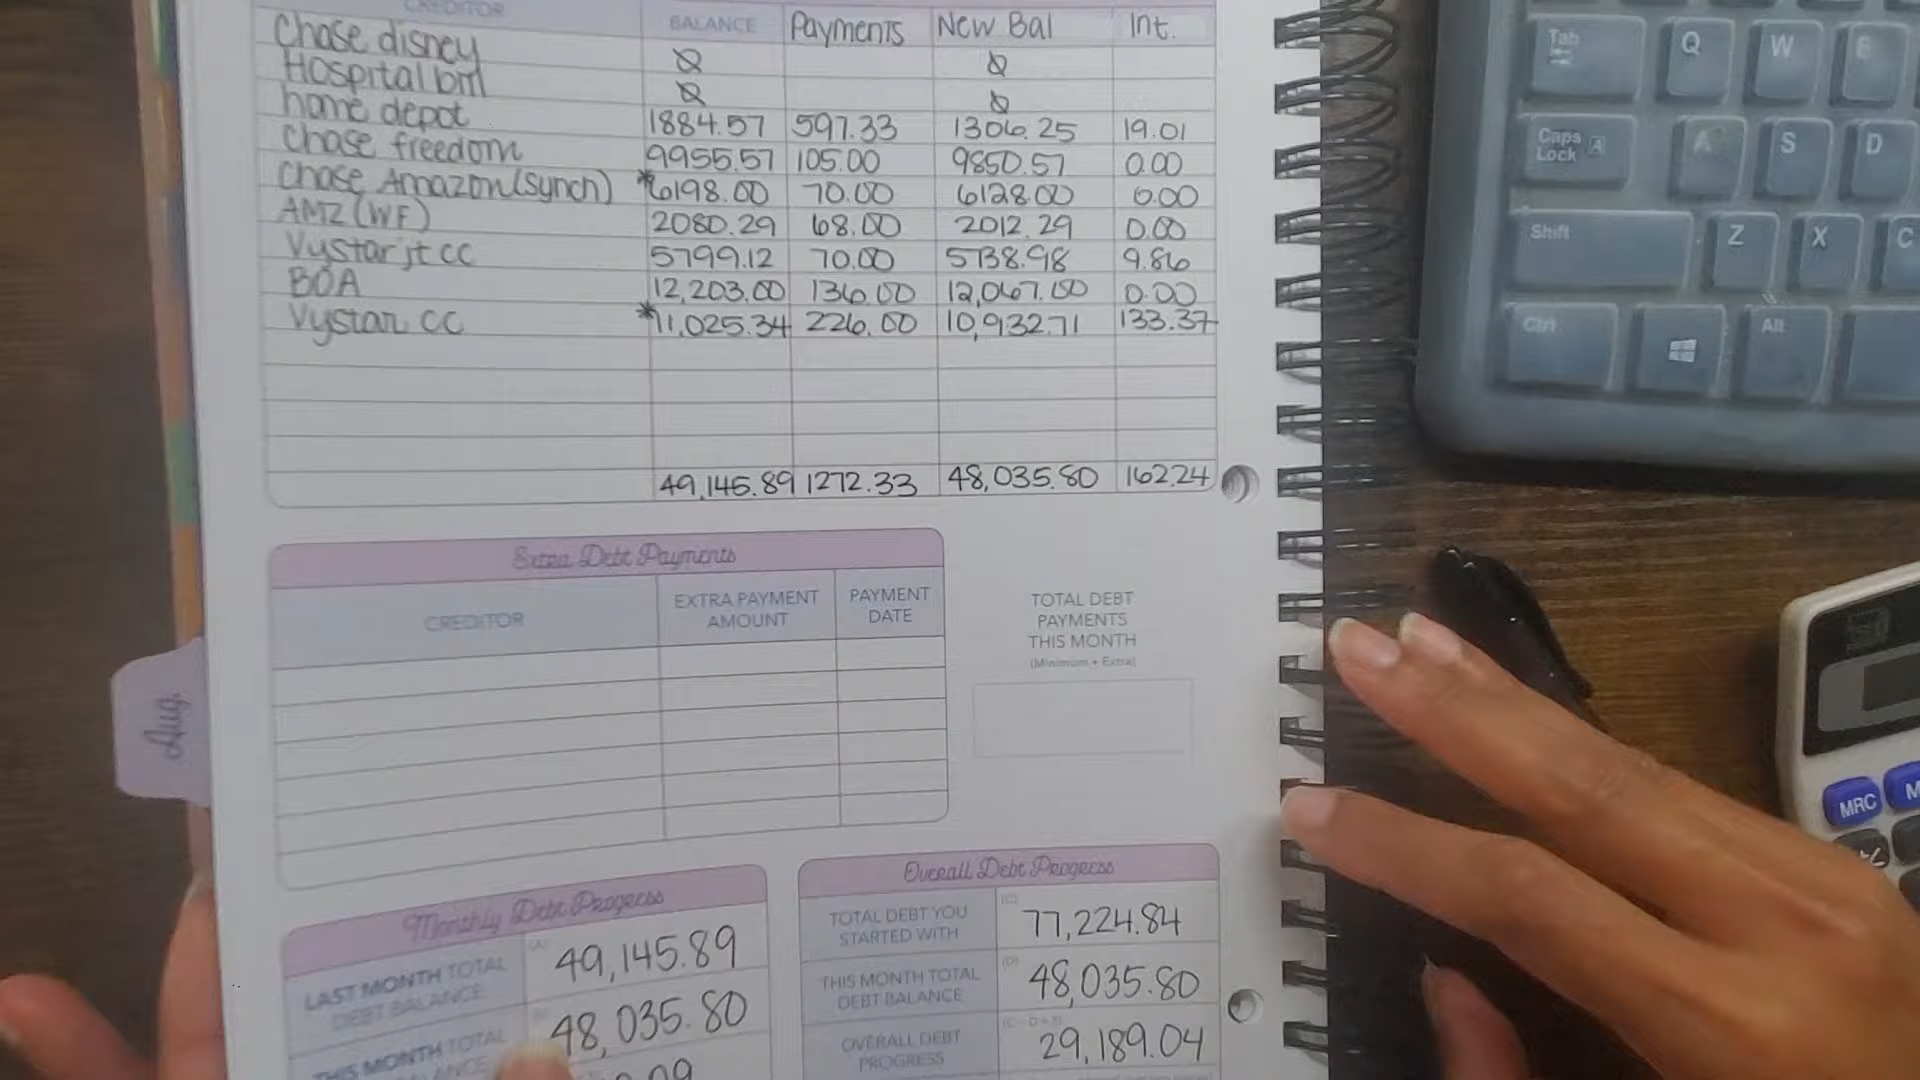 CREDITOR BALANCE Payments New Bal Int.
Chase disney Ø Ø
Hospital bill Ø Ø
home depot 1884.57 597.33 1306.25 19.01
Chase freedom 9955.57 105.00 9850.57 0.00
Chase Amazon (Synch) *6198.00 70.00 6128.00 0.00
AMZ (WF) 2080.29 68.00 2012.29 0.00
Vystar jt cc 5799.12 70.00 5738.98 9.86
BOA 12,203.00 136.00 12,067.00 0.00
Vystar CC *11,025.34 226.00 10,932.71 133.37
49,145.89 1272.33 48,035.80 162.24
Extra Debt Payments
CREDITOR EXTRA PAYMENT AMOUNT PAYMENT DATE
TOTAL DEBT
PAYMENTS
THIS MONTH
(Minimum + Extra)
Aug.
Monthly Debt Progress
LAST MONTH TOTAL
DEBT BALANCE
(A)
49,145.89
THIS MONTH TOTAL
BALANCE
48,035.80
Overall Debt Progress
TOTAL DEBT YOU
STARTED WITH
(C)
77,224.84
THIS MONTH TOTAL
DEBT BALANCE
(D)
48,035.80
OVERALL DEBT
PROGRESS
29,189.04
Tab Q W
Caps Lock A A S D
Shift Z X C
Ctrl Alt
MRC